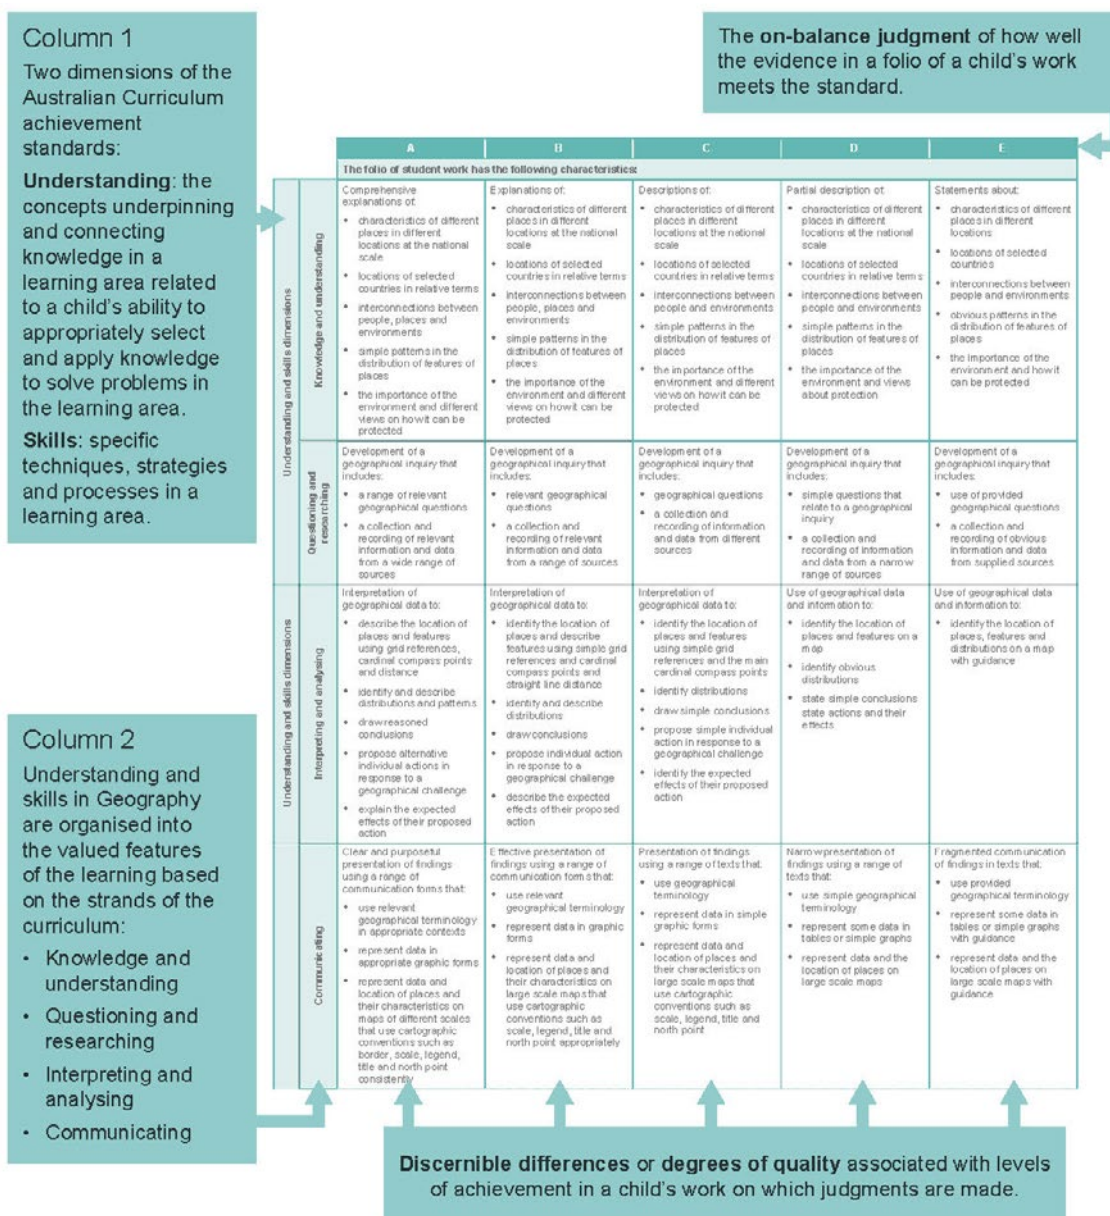 Column 1
Two dimensions of the
Australian Curriculum
achievement
standards:
Understanding: the
concepts underpinning
and connecting
knowledge in a
learning area related
to a child's ability to
appropriately select
and apply knowledge
to solve problems in
the learning area.
Skills: specific
techniques, strategies
and processes in a
learning area.
The on-balance judgment of how well
the evidence in a folio of a child's work
meets the standard.
A
B
C
D
E
The folio of student work has the following characteristics:
Understanding and skills dimensions
Knowledge and understanding
Comprehensive
explanations of:
• characteristics of different
places in different
locations at the national
scale
• locations of selected
countries in relative terms
• interconnections between
people, places and
environments
• simple patterns in the
distribution of features of
places
• the importance of the
environment and different
views on how it can be
protected
Explanations of:
• characteristics of different
places in different
locations at the national
scale
• locations of selected
countries in relative terms
• interconnections between
people, places and
environments
• simple patterns in the
distribution of features of
places
• the importance of the
environment and different
views on how it can be
protected
Descriptions of:
• characteristics of different
places in different
locations at the national
scale
• locations of selected
countries in relative terms
• interconnections between
people and environments
• simple patterns in the
distribution of features of
places
• the importance of the
environment and different
views on how it can be
protected
Partial description of:
• characteristics of different
places in different
locations at the national
scale
• locations of selected
countries in relative terms
• interconnections between
people and environments
• simple patterns in the
distribution of features of
places
• the importance of the
environment and views
about protection
Statements about:
• characteristics of different
places in different
locations
• locations of selected
countries
• interconnections between
people and environments
• obvious patterns in the
distribution of features of
places
• the importance of the
environment and how it
can be protected
Questioning and
researching
Development of a
geographical inquiry that
includes:
• a range of relevant
geographical questions
• a collection and
recording of relevant
information and data
from a wide range of
sources
Development of a
geographical inquiry that
includes:
• relevant geographical
questions
• a collection and
recording of relevant
information and data
from a range of sources
Development of a
geographical inquiry that
includes:
• geographical questions
• a collection and
recording of information
and data from different
sources
Development of a
geographical inquiry that
includes:
• simple questions that
relate to a geographical
inquiry
• a collection and
recording of information
and data from a narrow
range of sources
Development of a
geographical inquiry that
includes:
• use of provided
geographical questions
• a collection and
recording of obvious
information and data
from supplied sources
Understanding and skills dimensions
Interpreting and analysing
Interpretation of
geographical data to:
• describe the location of
places and features
using grid references,
cardinal compass points
and distance
• identify and describe
distributions and patterns
• draw reasoned
conclusions
• propose alternative
individual actions in
response to a
geographical challenge
• explain the expected
effects of their proposed
action
Interpretation of
geographical data to:
• identify the location of
places and describe
features using simple grid
references and cardinal
compass points and
straight line distance
• identify and describe
distributions
• draw conclusions
• propose individual action
in response to a
geographical challenge
• describe the expected
effects of their proposed
action
Interpretation of
geographical data to:
• identify the location of
places and features
using simple grid
references and the main
cardinal compass points
• identify distributions
• draw simple conclusions
• propose simple individual
action in response to a
geographical challenge
• identify the expected
effects of their proposed
action
Use of geographical data
and information to:
• identify the location of
places and features on a
map
• identify obvious
distributions
• state simple conclusions
state actions and their
effects
Use of geographical data
and information to:
• identify the location of
places, features and
distributions on a map
with guidance
Communicating
Clear and purposeful
presentation of findings
using a range of
communication forms that:
• use relevant
geographical terminology
in appropriate contexts
• represent data in
appropriate graphic forms
• represent data and
location of places and
their characteristics on
maps of different scales
that use cartographic
conventions such as
border, scale, legend,
title and north point
consistently
Effective presentation of
findings using a range of
communication forms that:
• use relevant
geographical terminology
• represent data in graphic
forms
• represent data and
location of places and
their characteristics on
large scale maps that
use cartographic
conventions such as
scale, legend, title and
north point appropriately
Presentation of findings
using a range of texts that:
• use geographical
terminology
• represent data in simple
graphic forms
• represent data and
location of places and
their characteristics on
large scale maps that
use cartographic
conventions such as
scale, legend, title and
north point
Narrow presentation of
findings using a range of
texts that:
• use simple geographical
terminology
• represent some data in
tables or simple graphs
• represent data and the
location of places on
large scale maps
Fragmented communication
of findings in texts that:
• use provided
geographical terminology
• represent some data in
tables or simple graphs
with guidance
• represent data and the
location of places on
large scale maps with
guidance
Column 2
Understanding and
skills in Geography
are organised into
the valued features
of the learning based
on the strands of the
curriculum:
• Knowledge and
understanding
• Questioning and
researching
• Interpreting and
analysing
• Communicating
Discernible differences or degrees of quality associated with levels
of achievement in a child's work on which judgments are made.